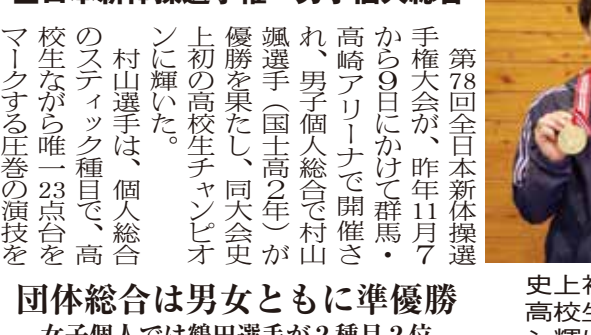 第78回全日本新体操選
手権大会が、昨年11月7
から9日にかけて群馬・
高崎アリーナで開催さ
れ、男子個人総合で村山
颯選手（国士高2年）が
優勝を果たし、同大会史
上初の高校生チャンピオ
ンに輝いた。
村山選手は、個人総合
のスティック種目で、高
校生ながら唯一23点台を
マークする圧巻の演技を
団体総合は男女ともに準優勝